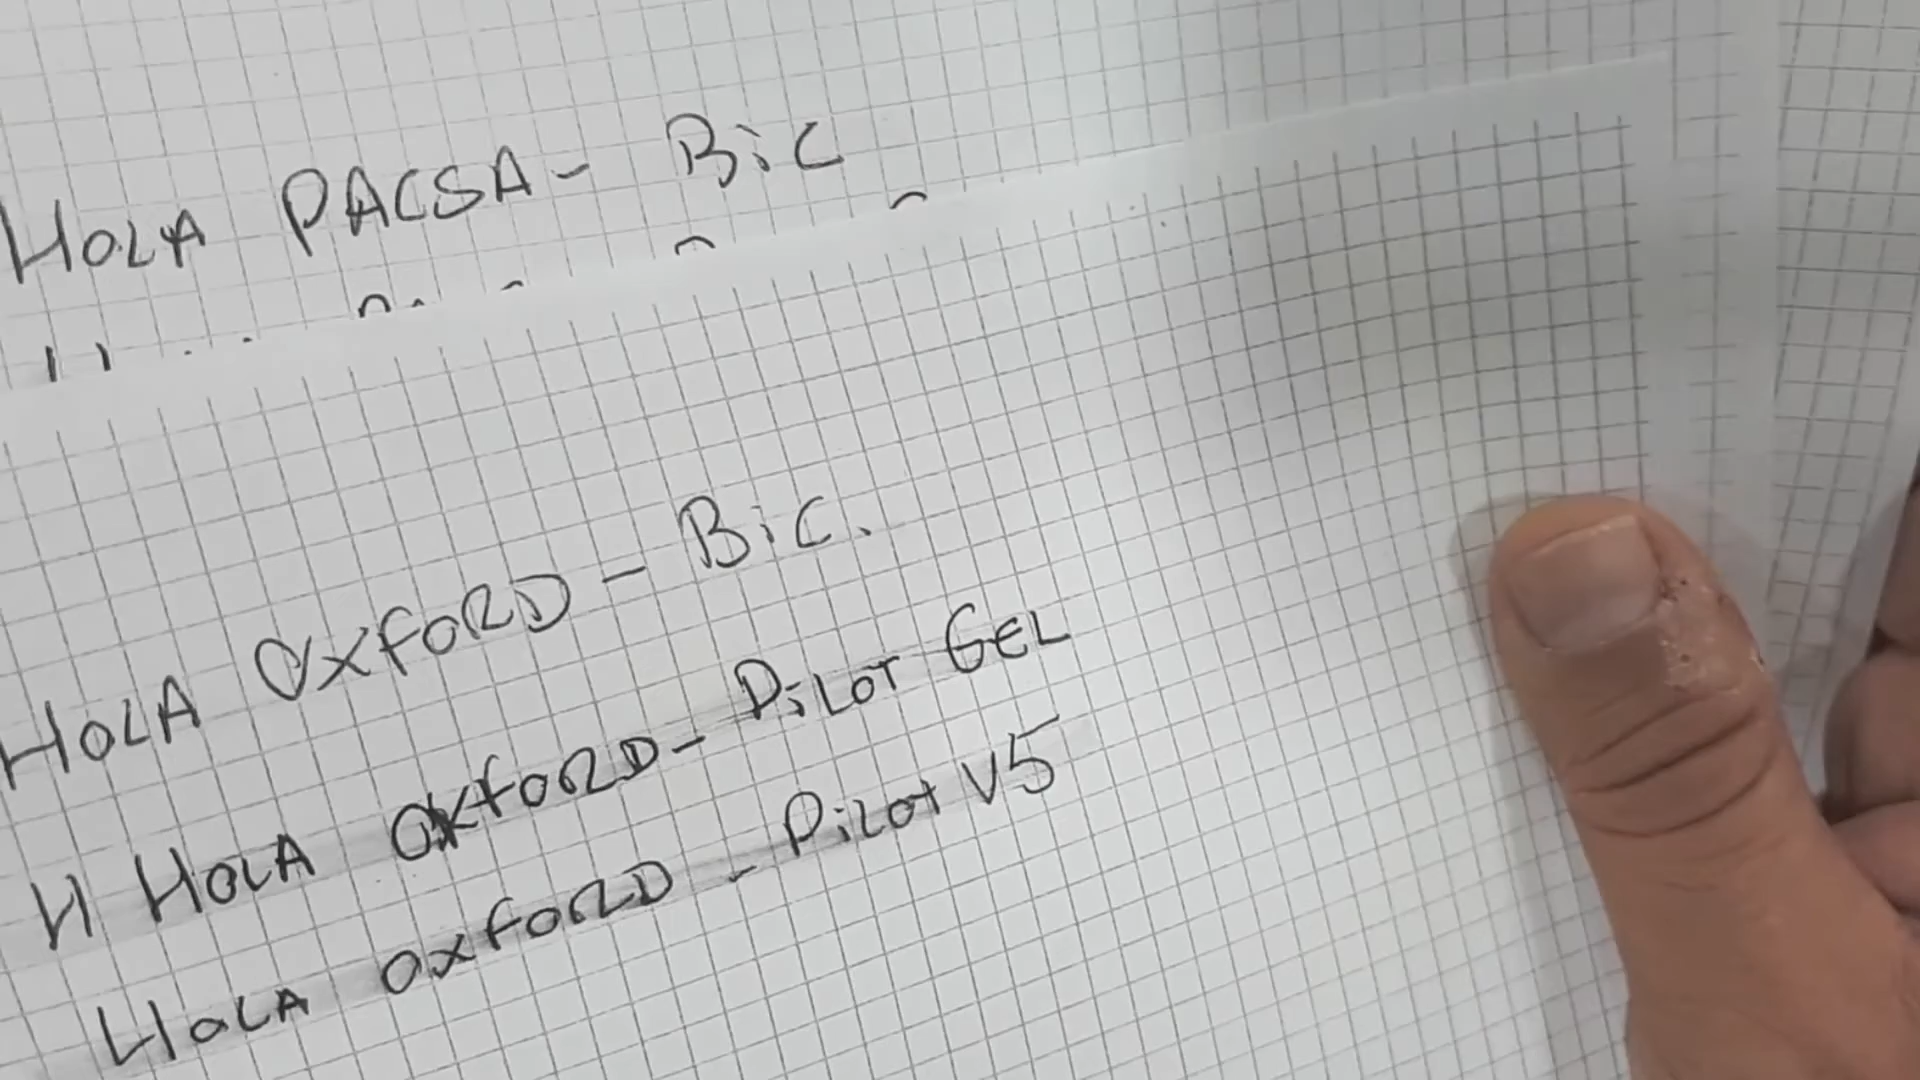 HOLA PACSA - BiC
HOLA OXFORD - BiC.
H HOLA OXFORD - PiLOT GEL
HOLA OXFORD - PiLOT V5